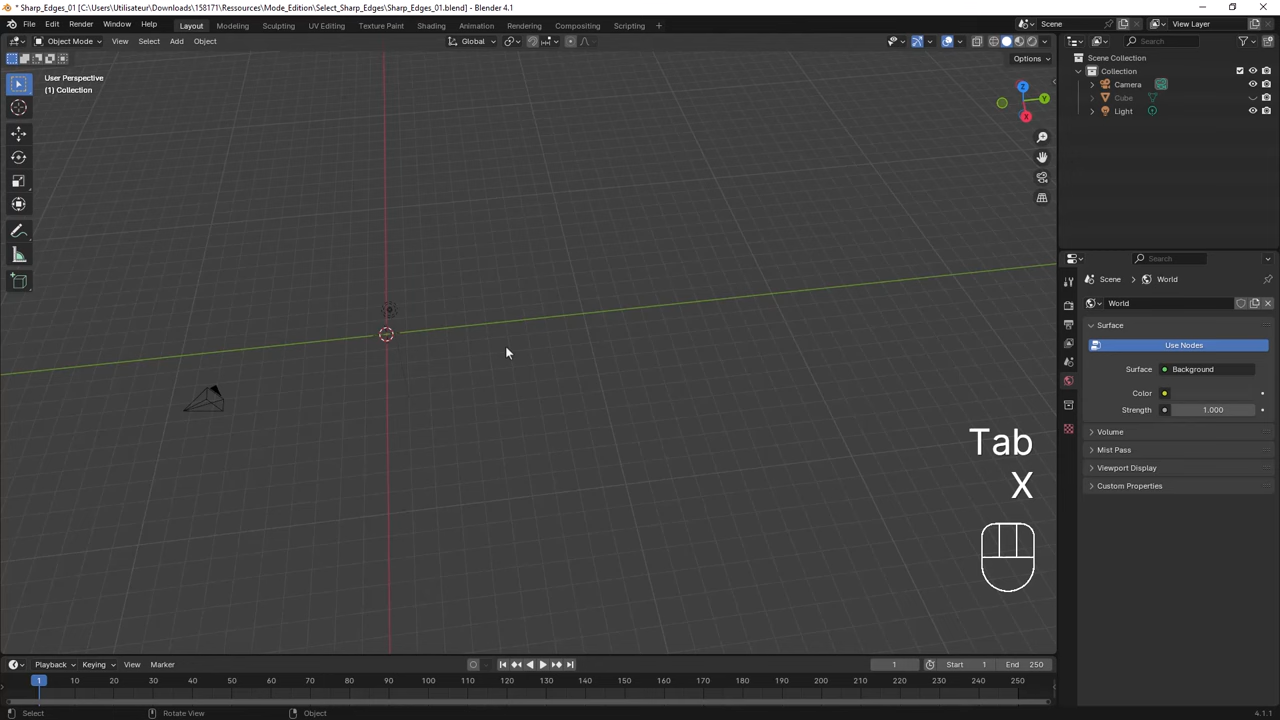 * Sharp_Edges_01 [C:\Users\Utilisateur\Downloads\158171\Ressources\Mode_Edition\Select_Sharp_Edges\Sharp_Edges_01.blend] - Blender 4.1
File Edit Render Window Help Layout Modeling Sculpting UV Editing Texture Paint Shading Animation Rendering Compositing Scripting + Scene View Layer
Object Mode View Select Add Object Global Search
Options
User Perspective
(1) Collection
Scene Collection
Collection
Camera
Cube
Light
Z
Y
X
Search
Scene > World
World
Surface
Use Nodes
Surface Background
Color
Strength 1.000
Volume
Mist Pass
Viewport Display
Custom Properties
Tab
X
Playback Keying View Marker 1 Start 1 End 250
1 10 20 30 40 50 60 70 80 90 100 110 120 130 140 150 160 170 180 190 200 210 220 230 240 250
Select Rotate View Object 4.1.1